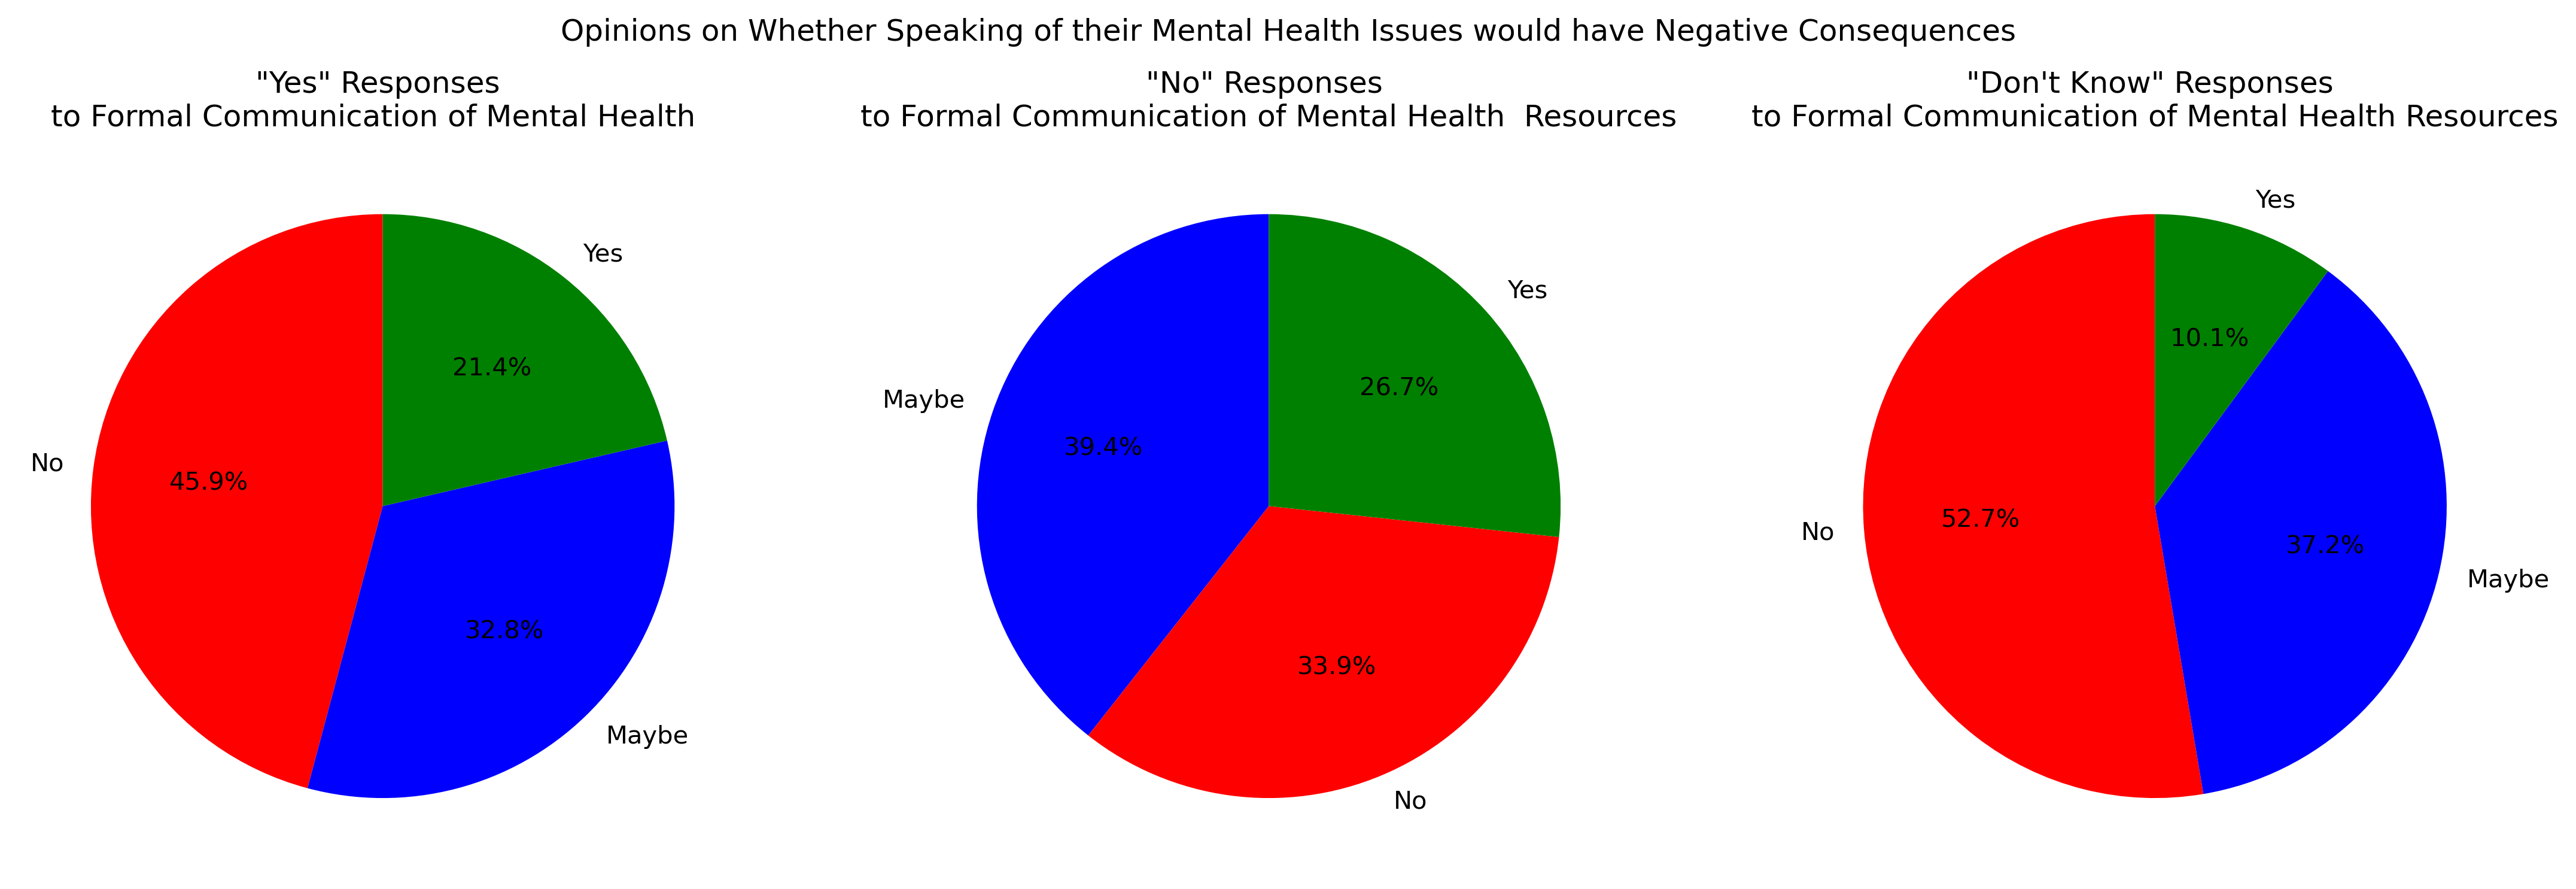 Opinions on Whether Speaking of their Mental Health Issues would have Negative Consequences
"Yes" Responses
to Formal Communication of Mental Health
Yes
21.4%
No
45.9%
32.8%
Maybe
"No" Responses
to Formal Communication of Mental Health  Resources
Yes
26.7%
Maybe
39.4%
33.9%
No
"Don't Know" Responses
to Formal Communication of Mental Health Resources
Yes
10.1%
No
52.7%
37.2%
Maybe